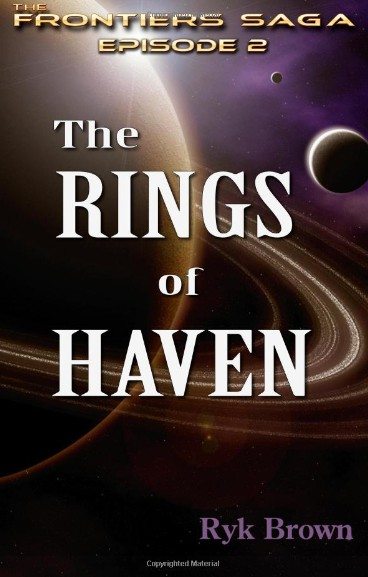 THE
FRONTIERS SAGA
EPISODE 2
The
RINGS
of
HAVEN
Ryk Brown
Copyrighted Material